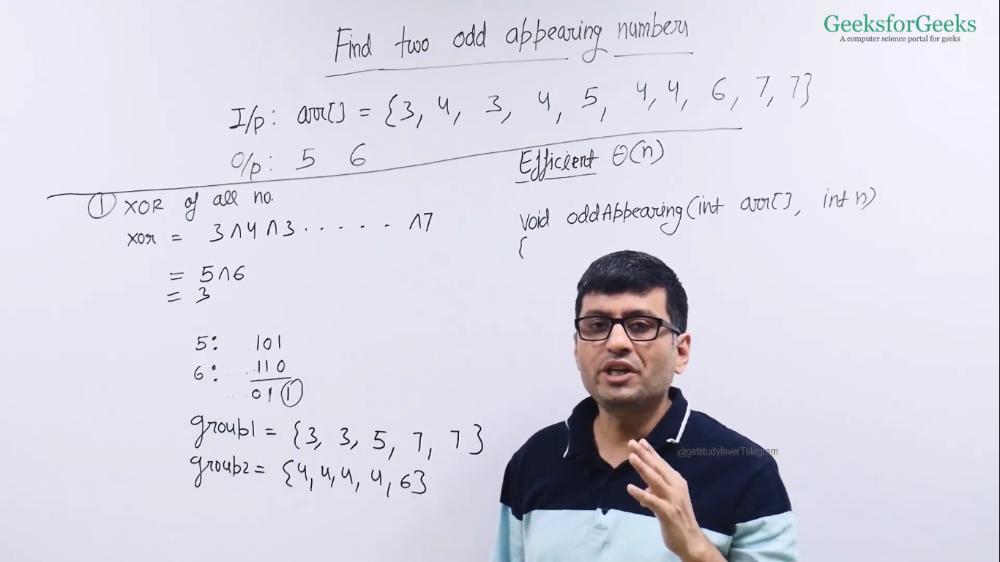 GeeksforGeeks
A computer science portal for geeks
Find two odd appearing numbers
I/p: arr[] = {3, 4, 3, 4, 5, 4, 4, 6, 7, 7}
O/p: 5 6
Efficient θ(n)
① XOR of all no.
xor = 3^4^3 . . . . . . ^7
= 5^6
= 3
5: 101
6: 110
011
group1 = {3, 3, 5, 7, 7}
group2 = {4, 4, 4, 4, 6}
void oddAppearing(int arr[], int n)
{
@getstudyfeverTelegram